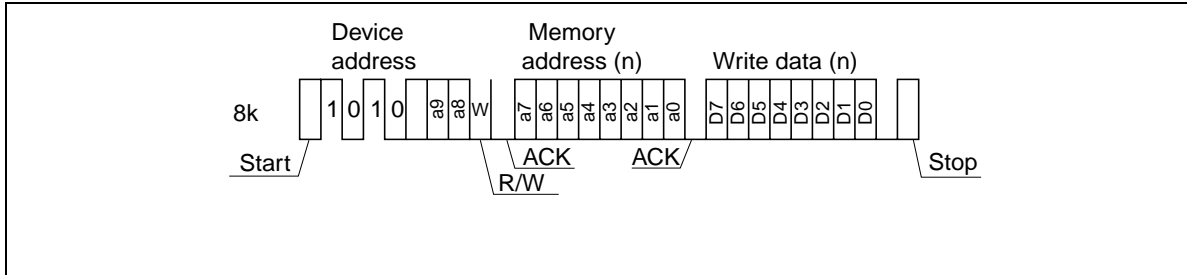 Device address
Memory address (n)
Write data (n)
8k
1 0 1 0 a9 a8 W a7 a6 a5 a4 a3 a2 a1 a0 D7 D6 D5 D4 D3 D2 D1 D0
Start
ACK
R/W
ACK
Stop